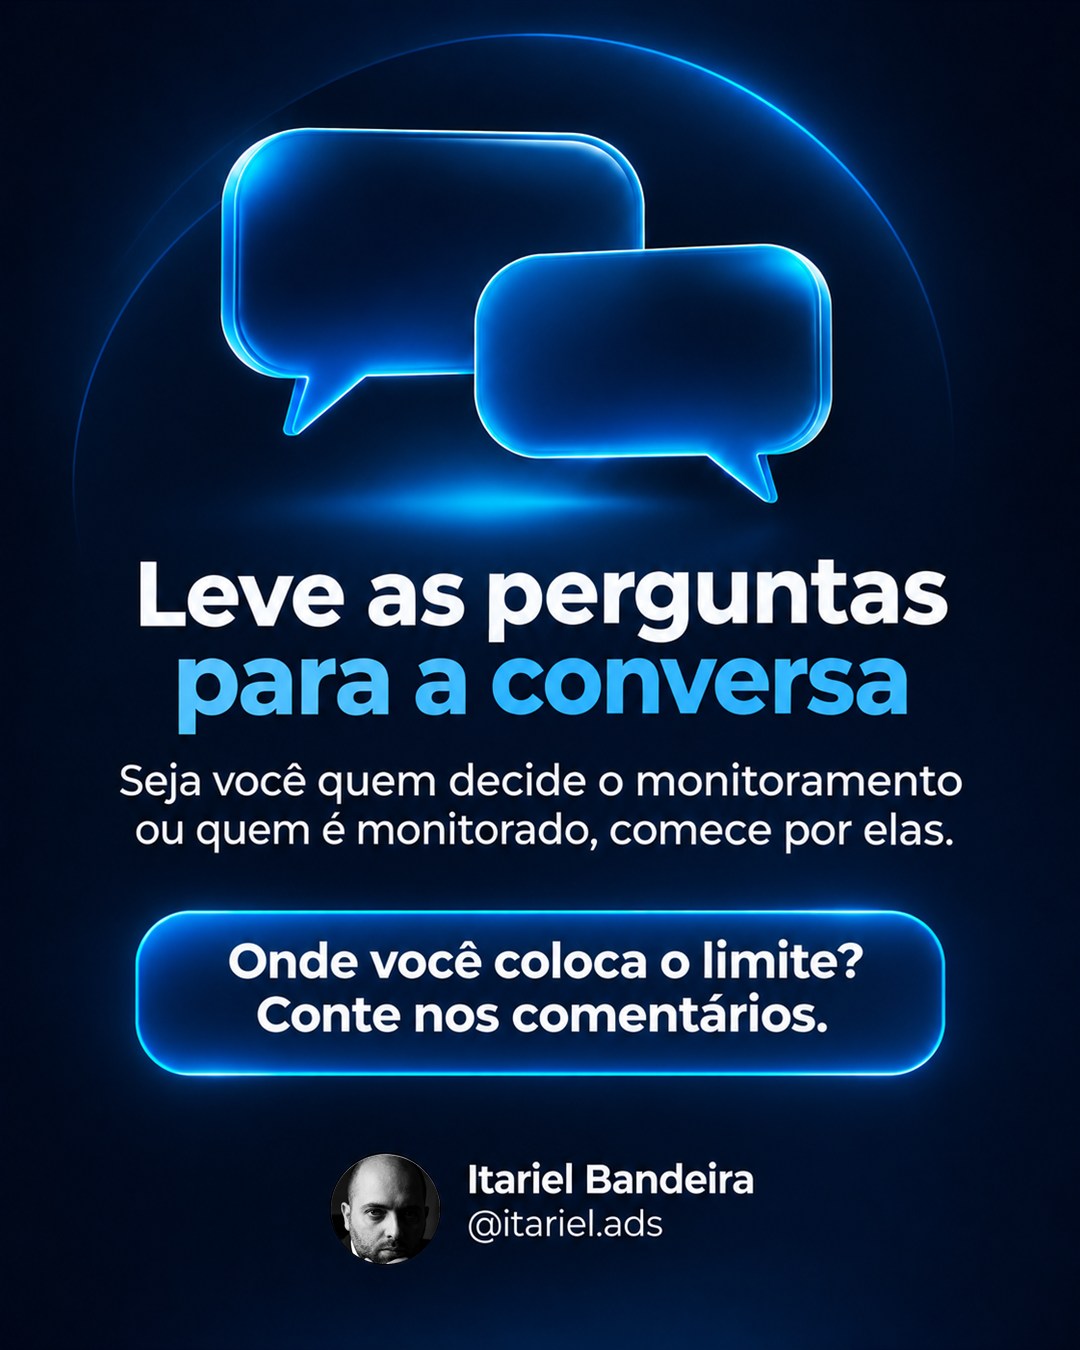 Leve as perguntas
para a conversa
Seja você quem decide o monitoramento
ou quem é monitorado, comece por elas.
Onde você coloca o limite?
Conte nos comentários.
Itariel Bandeira
@itariel.ads